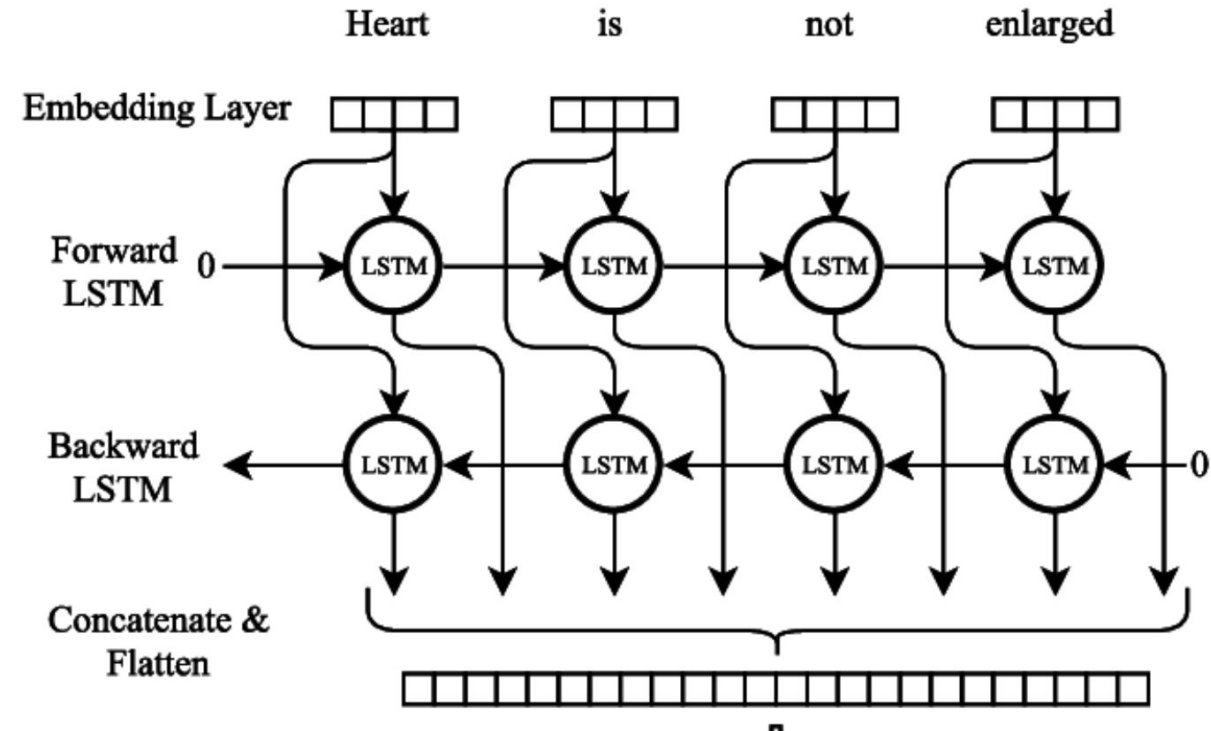 Heart is not enlarged
Embedding Layer
Forward
LSTM
0
LSTM LSTM LSTM LSTM
Backward
LSTM
LSTM LSTM LSTM LSTM
0
Concatenate &
Flatten